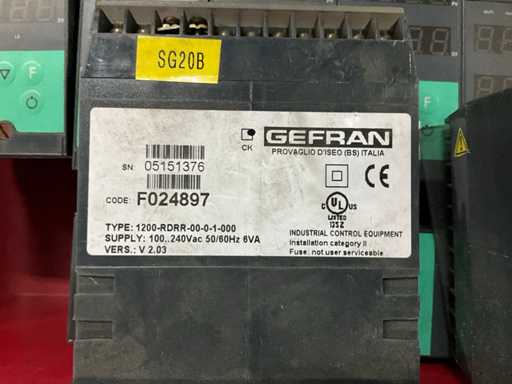 SG20B
CK
GEFRAN
PROVAGLIO D'ISEO (BS) ITALIA
SN: 05151376
CODE: F024897
CE
UL
LISTED
TYPE: 1200-RDRR-00-0-1-000
SUPPLY: 100..240Vac 50/60Hz 6VA
VERS.: V 2.03
INDUSTRIAL CONTROL EQUIPMENT
Installation category II
Fuse: not user serviceable
F
F